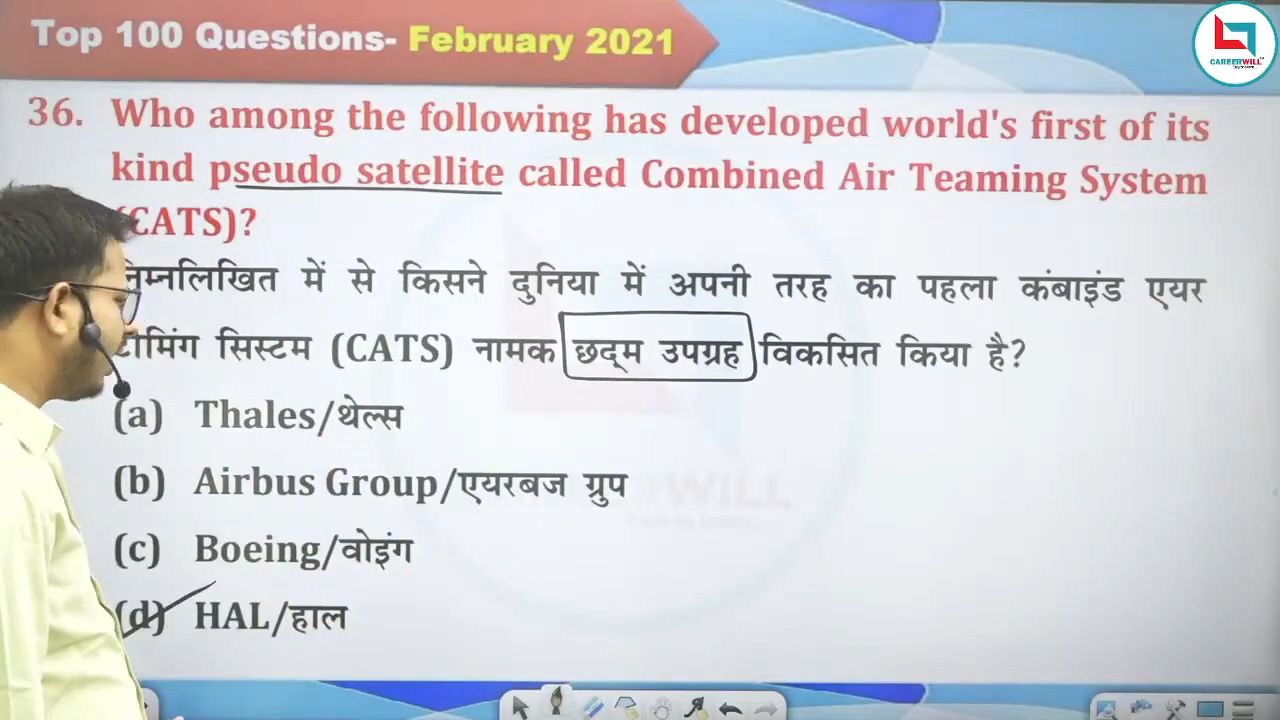 Top 100 Questions- February 2021
CAREERWILL
36. Who among the following has developed world's first of its
kind pseudo satellite called Combined Air Teaming System
(CATS)?
निम्नलिखित में से किसने दुनिया में अपनी तरह का पहला कंबाइंड एयर
टीमिंग सिस्टम (CATS) नामक छद्म उपग्रह विकसित किया है?
(a) Thales/थेल्स
(b) Airbus Group/एयरबज ग्रुप
(c) Boeing/वोइंग
(d) HAL/हाल